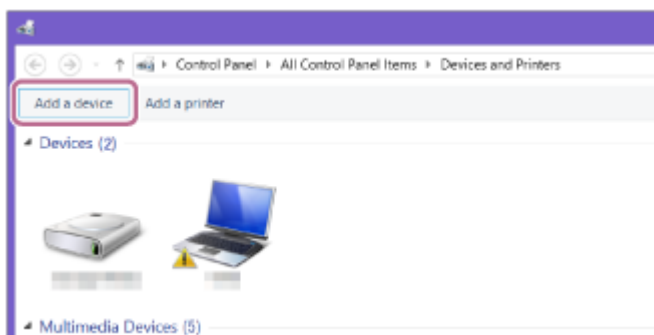 Control Panel All Control Panel Items Devices and Printers
Add a device Add a printer
Devices (2)
Multimedia Devices (5)